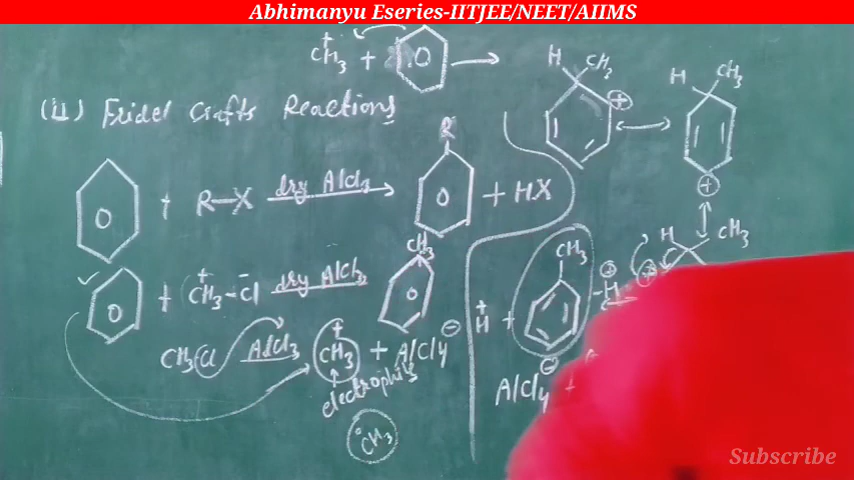 Abhimanyu Eseries-IITJEE/NEET/AIIMS
+CH3 + O →
H CH3 ⊕ ↔ H CH3 ⊕
(ii) Fridel Crafts Reactions
O + R-X dry AlCl3 → R O + HX
✓ O + +CH3 - -Cl dry AlCl3 CH3 O
CH3Cl AlCl3 +CH3 + AlCl4 ⊖
electrophile
CH3
H CH3
+H + CH3 -H ⊕
AlCl4 ⊖ +
Subscribe